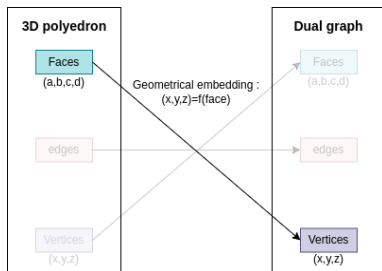 3D polyedron
Dual graph
Faces
(a,b,c,d)
Faces
(a,b,c,d)
Geometrical embedding :
(x,y,z)=f(face)
edges
edges
Vertices
(x,y,z)
Vertices
(x,y,z)